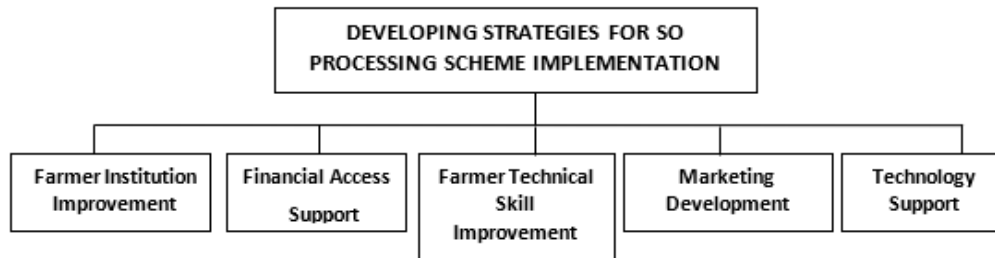 DEVELOPING STRATEGIES FOR SO
PROCESSING SCHEME IMPLEMENTATION
Farmer Institution
Improvement
Financial Access
Support
Farmer Technical
Skill
Improvement
Marketing
Development
Technology
Support